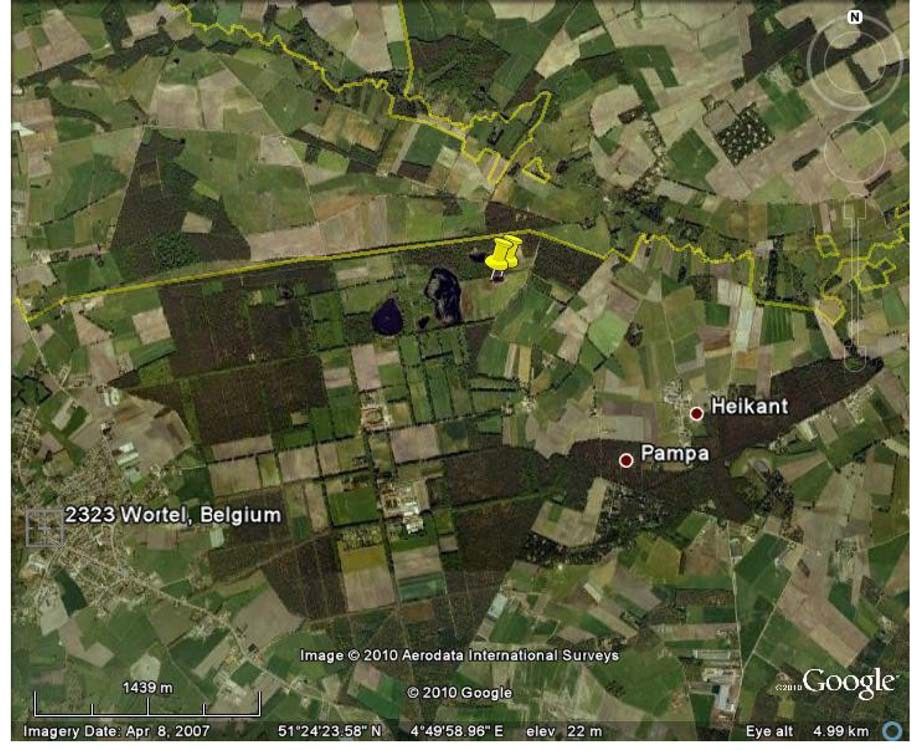 N
Heikant
Pampa
2323 Wortel, Belgium
Image © 2010 Aerodata International Surveys
1439 m
© 2010 Google
©2010 Google
Imagery Date: Apr 8, 2007 51°24'23.58" N 4°49'58.96" E elev 22 m Eye alt 4.99 km